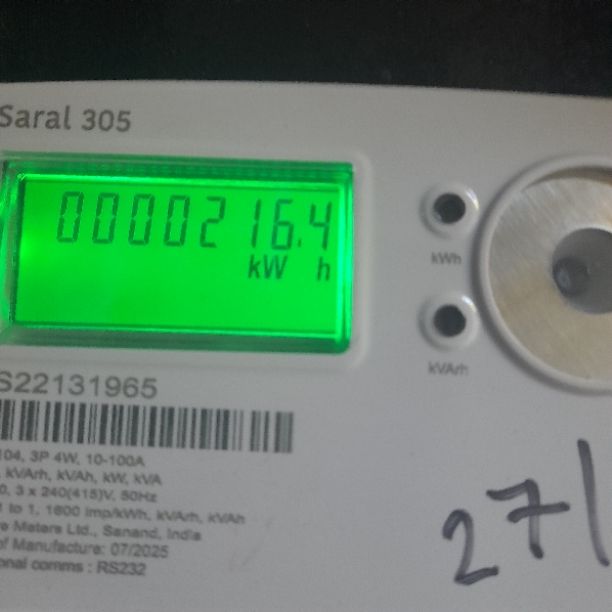 Saral 305
0000216.4
kW h
kWh
kVArh
S22131965
104, 3P 4W, 10-100A
kVArh, kVAh, kW, kVA
0, 3 x 240(415)V, 50Hz
1 to 1, 1600 imp/kWh, kVArh, kVAh
e Meters Ltd., Sanand, India
of Manufacture: 07/2025
onal comms : RS232
271